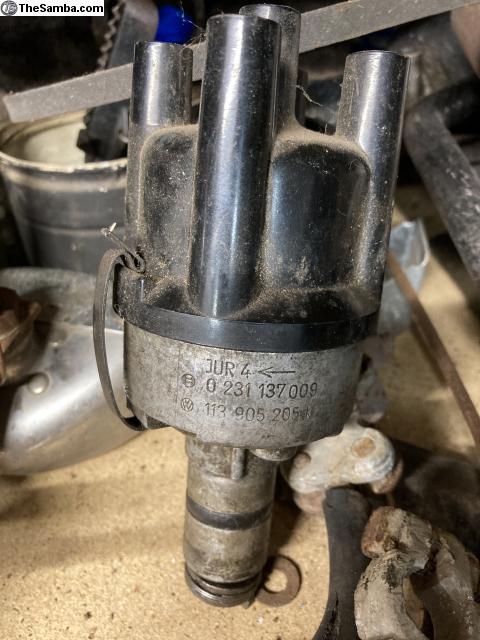 TheSamba.com
JUR 4 ←
0 231 137 009
113 905 205